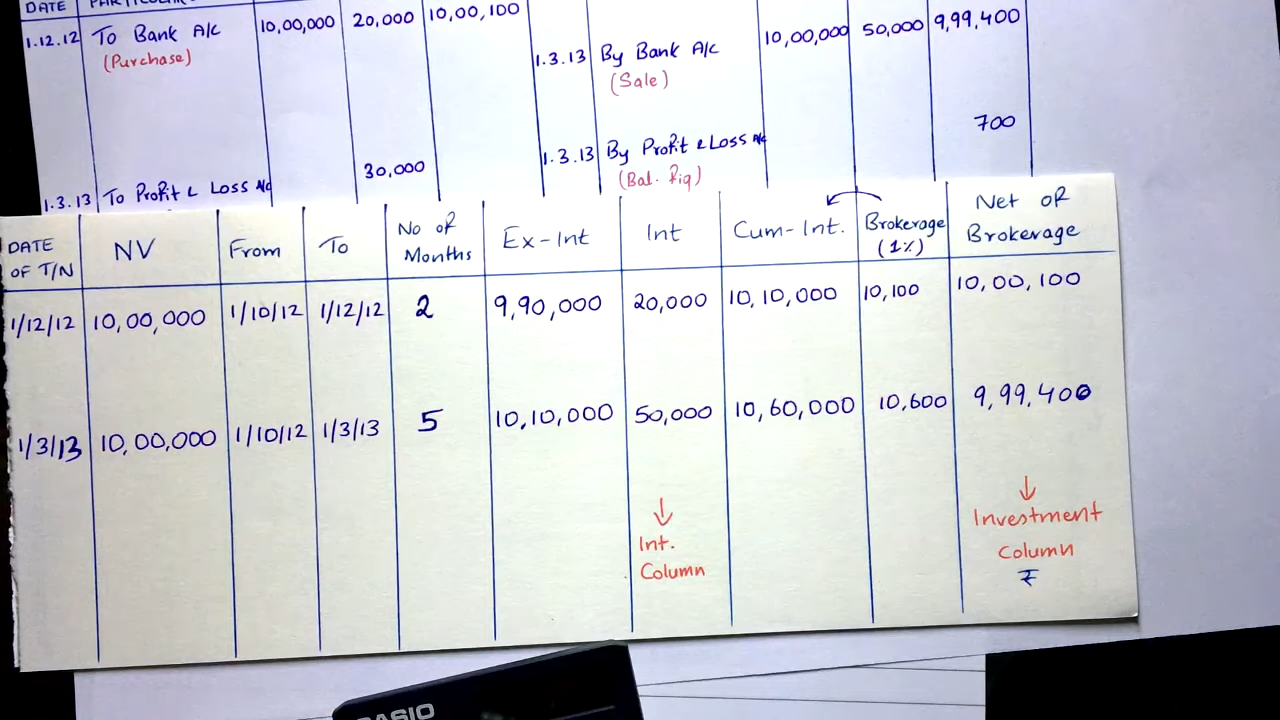 DATE
1.12.12 To Bank A/c 10,00,000 20,000 10,00,100
(Purchase)
1.3.13 By Bank A/c 10,00,000 50,000 9,99,400
(Sale)
1.3.13 By Profit & Loss A/c 700
(Bal. fig)
1.3.13 To Profit & Loss A/c 30,000
DATE OF T/N NV From To No of Months Ex-Int Int Cum-Int. Brokerage (1%) Net of Brokerage
1/12/12 10,00,000 1/10/12 1/12/12 2 9,90,000 20,000 10,10,000 10,100 10,00,100
1/3/13 10,00,000 1/10/12 1/3/13 5 10,10,000 50,000 10,60,000 10,600 9,99,400
↓ ↓
Int. Column
Investment Column
₹
CASIO